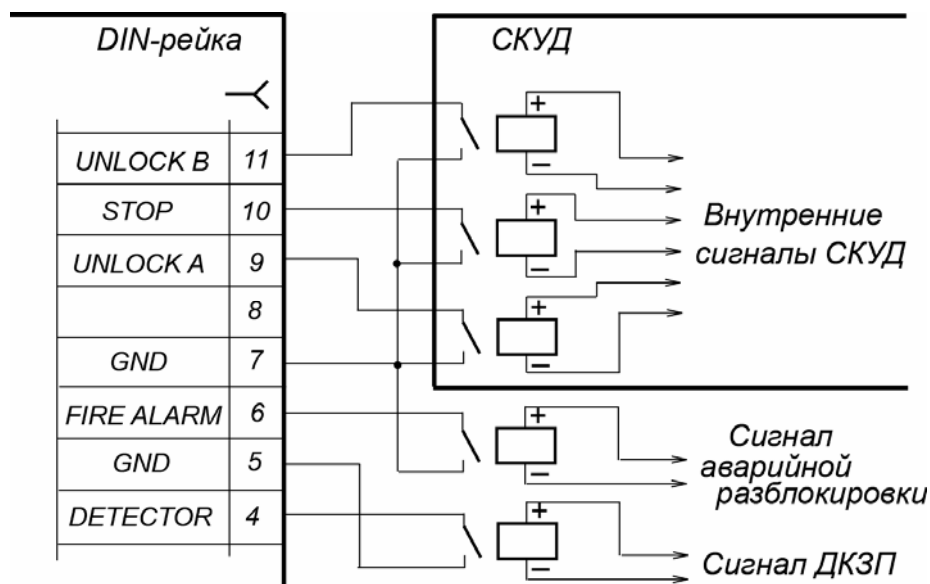 DIN-рейка
СКУД
UNLOCK B 11
STOP 10
UNLOCK A 9
8
GND 7
FIRE ALARM 6
GND 5
DETECTOR 4
+
−
+
−
+
−
Внутренние
сигналы СКУД
+
−
Сигнал
аварийной
разблокировки
+
−
Сигнал ДКЗП